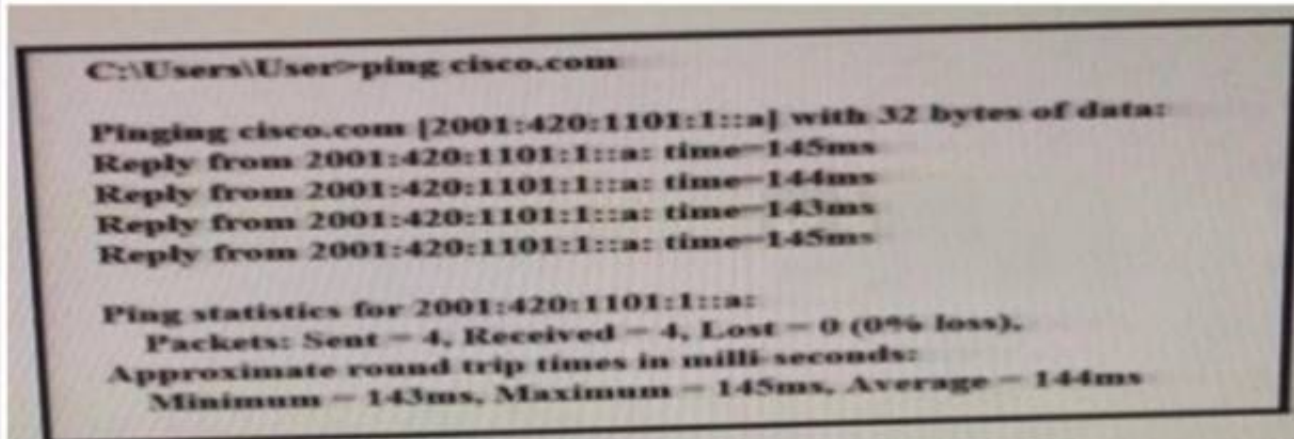 C:\Users\User>ping cisco.com
Pinging cisco.com [2001:420:1101:1::a] with 32 bytes of data:
Reply from 2001:420:1101:1::a: time=145ms
Reply from 2001:420:1101:1::a: time=144ms
Reply from 2001:420:1101:1::a: time=143ms
Reply from 2001:420:1101:1::a: time=145ms
Ping statistics for 2001:420:1101:1::a:
Packets: Sent = 4, Received = 4, Lost = 0 (0% loss),
Approximate round trip times in milli-seconds:
Minimum = 143ms, Maximum = 145ms, Average = 144ms